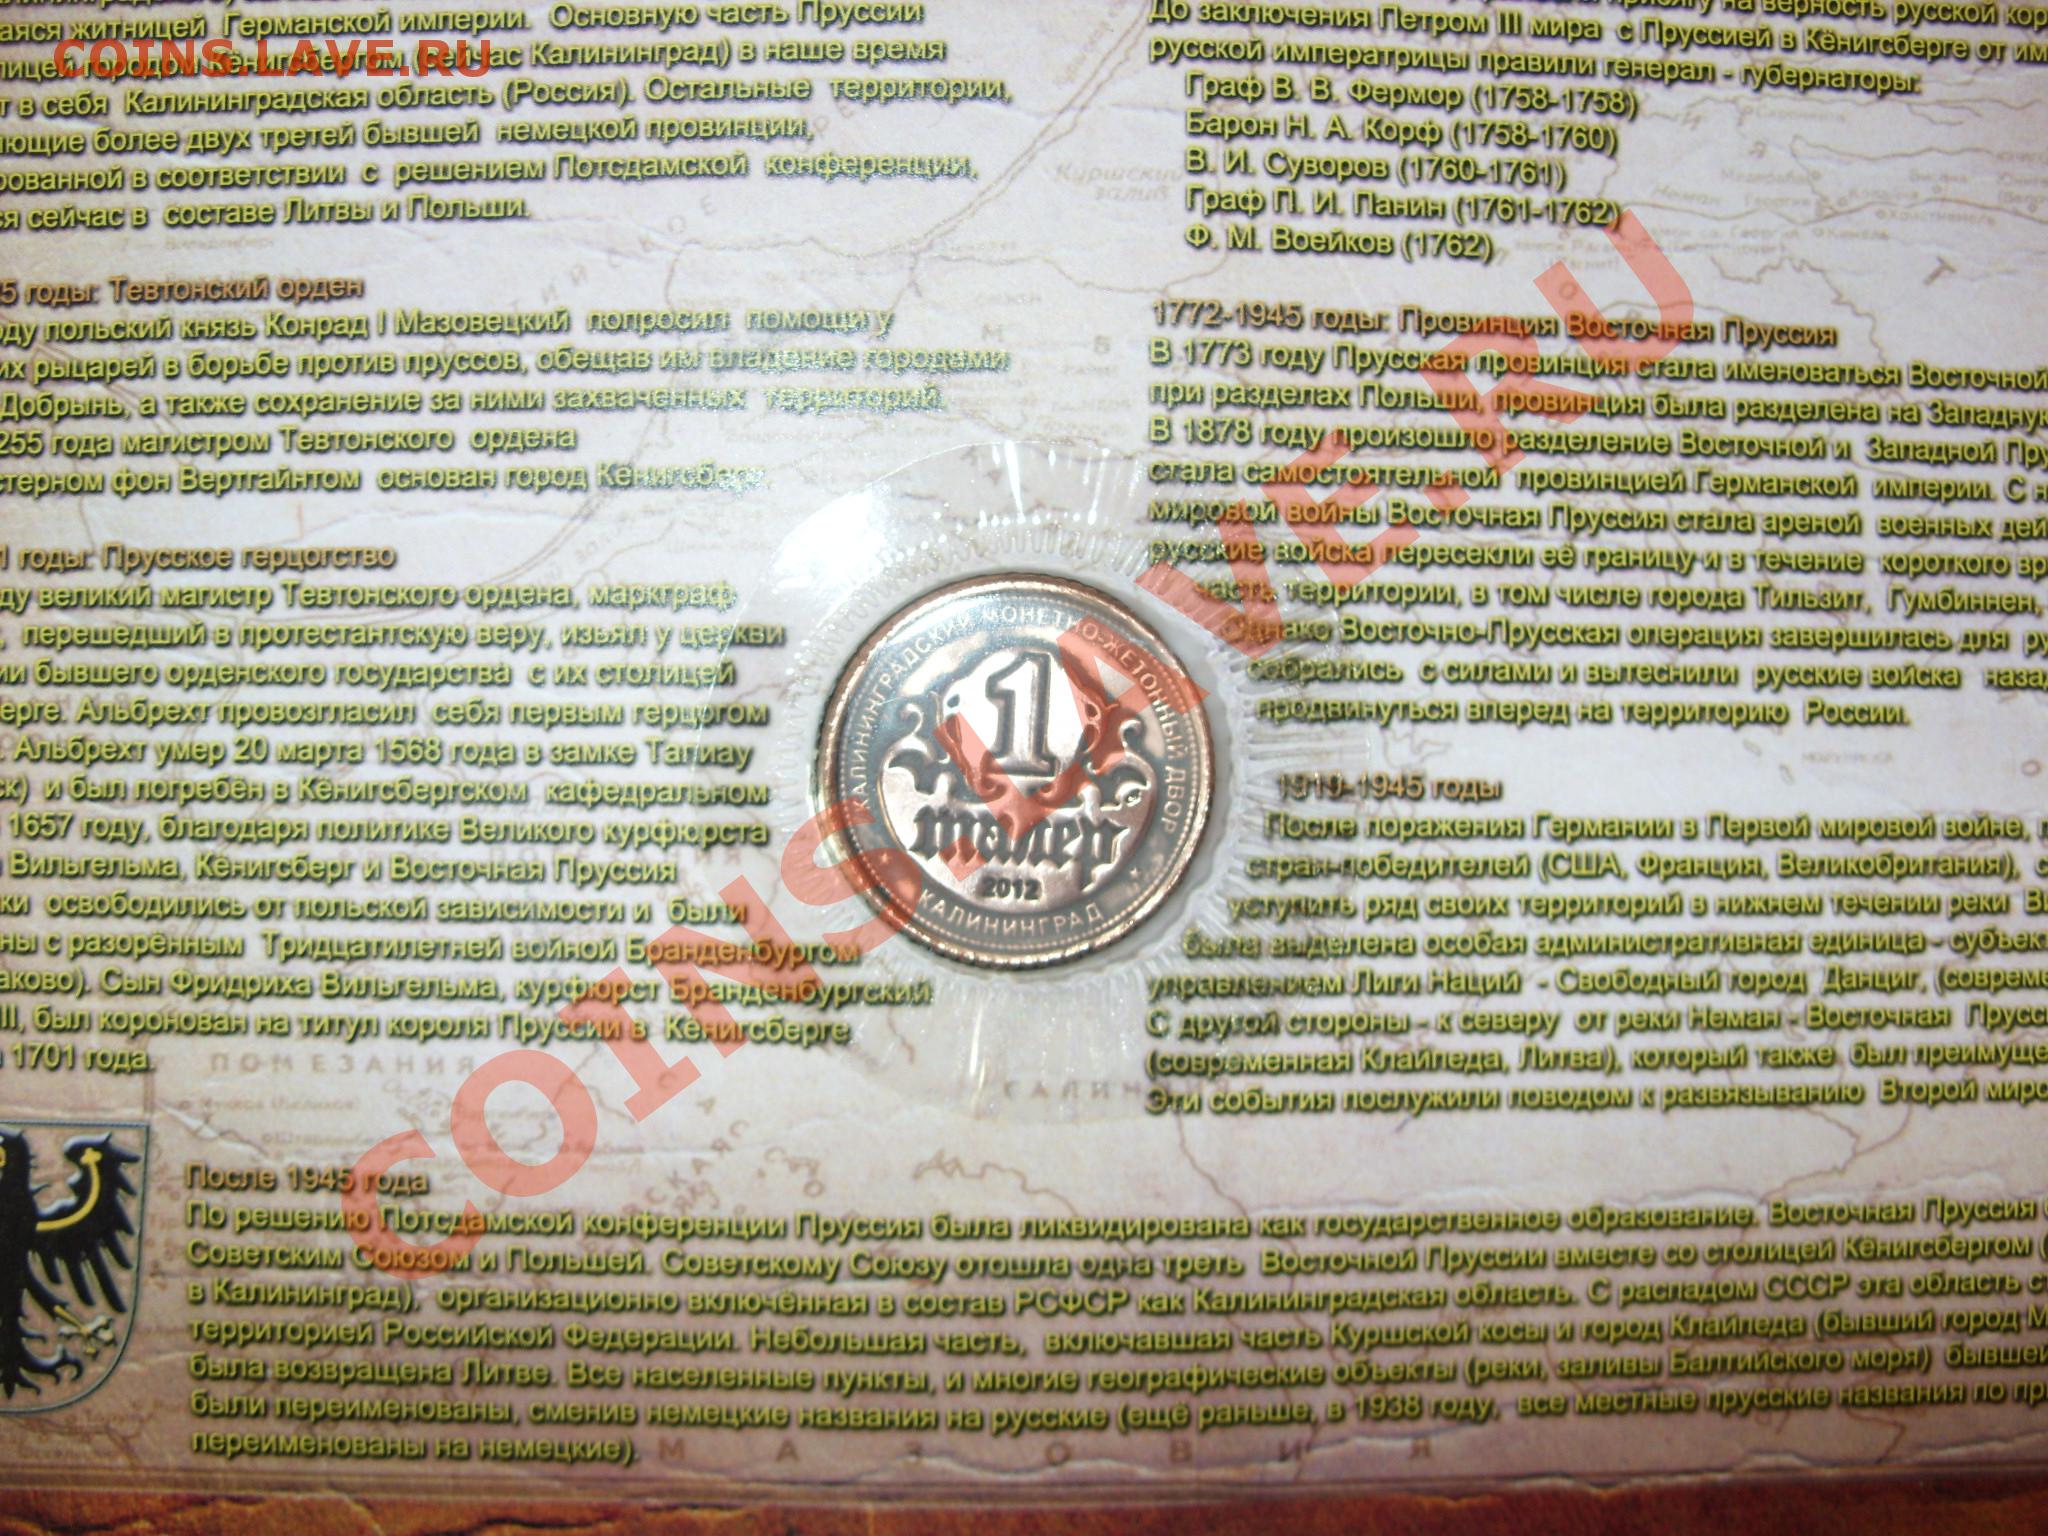 COINS.LAVE.RU
житницей Германской империи. Основную часть Пруссии
городом Кёнигсбергом (сейчас Калининград) в наше время
т в себя Калининградская область (Россия). Остальные территории,
ющие более двух третей бывшей немецкой провинции,
рованной в соответствии с решением Потсдамской конференции,
ся сейчас в составе Литвы и Польши.
5 годы: Тевтонский орден
оду польский князь Конрад I Мазовецкий попросил помощи у
их рыцарей в борьбе против пруссов, обещав им владение городами
Добрынь, а также сохранение за ними захваченных территорий.
255 года магистром Тевтонского ордена
стерном фон Вертгайнтом основан город Кёнигсберг.
1 годы: Прусское герцогство
ду великий магистр Тевтонского ордена, маркграф
, перешедший в протестантскую веру, изъял у церкви
ии бывшего орденского государства с их столицей
ерге. Альбрехт провозгласил себя первым герцогом
. Альбрехт умер 20 марта 1568 года в замке Тапиау
ск) и был погребён в Кёнигсбергском кафедральном
1657 году, благодаря политике Великого курфюрста
Вильгельма, Кёнигсберг и Восточная Пруссия
ки освободились от польской зависимости и были
ны с разорённым Тридцатилетней войной Бранденбургом
аково). Сын Фридриха Вильгельма, курфюрст Бранденбургский
III, был коронован на титул короля Пруссии в Кёнигсберге
1701 года.
на верность русской кор
До заключения Петром III мира с Пруссией в Кёнигсберге от им
русской императрицы правили генерал - губернаторы:
Граф В. В. Фермор (1758-1758)
Барон Н. А. Корф (1758-1760)
В. И. Суворов (1760-1761)
Граф П. И. Панин (1761-1762)
Ф. М. Воейков (1762)
1772-1945 годы: Провинция Восточная Пруссия
В 1773 году Прусская провинция стала именоваться Восточной
при разделах Польши, провинция была разделена на Западную
В 1878 году произошло разделение Восточной и Западной Пру
стала самостоятельной провинцией Германской империи. С н
мировой войны Восточная Пруссия стала ареной военных дей
русские войска пересекли её границу и в течение короткого вр
часть территории, в том числе города Тильзит, Гумбиннен,
Однако Восточно-Прусская операция завершилась для ру
собрались с силами и вытеснили русские войска назад
продвинуться вперед на территорию России.
1919-1945 годы
После поражения Германии в Первой мировой войне, п
стран-победителей (США, Франция, Великобритания), с
уступить ряд своих территорий в нижнем течении реки Ви
была выделена особая административная единица - субъект
управлением Лиги Наций - Свободный город Данциг, (совреме
С другой стороны - к северу от реки Неман - Восточная Прусс
(современная Клайпеда, Литва), который также был преимуще
Эти события послужили поводом к развязыванию Второй миро
КАЛИНИНГРАДСКИЙ МОНЕТНО-ЖЕТОННЫЙ ДВОР
1
талер
2012
КАЛИНИНГРАД
Куршский
залив
ПОМЕЗАНИЯ
После 1945 года
По решению Потсдамской конференции Пруссия была ликвидирована как государственное образование. Восточная Пруссия
Советским Союзом и Польшей. Советскому Союзу отошла одна треть Восточной Пруссии вместе со столицей Кёнигсбергом (
в Калининград), организационно включённая в состав РСФСР как Калининградская область. С распадом СССР эта область ст
территорией Российской Федерации. Небольшая часть, включавшая часть Куршской косы и город Клайпеда (бывший город М
была возвращена Литве. Все населенные пункты, и многие географические объекты (реки, заливы Балтийского моря) бывшей
были переименованы, сменив немецкие названия на русские (ещё раньше, в 1938 году, все местные прусские названия по пр
переименованы на немецкие).
МАЗОВИЯ
COINS.LAVE.RU